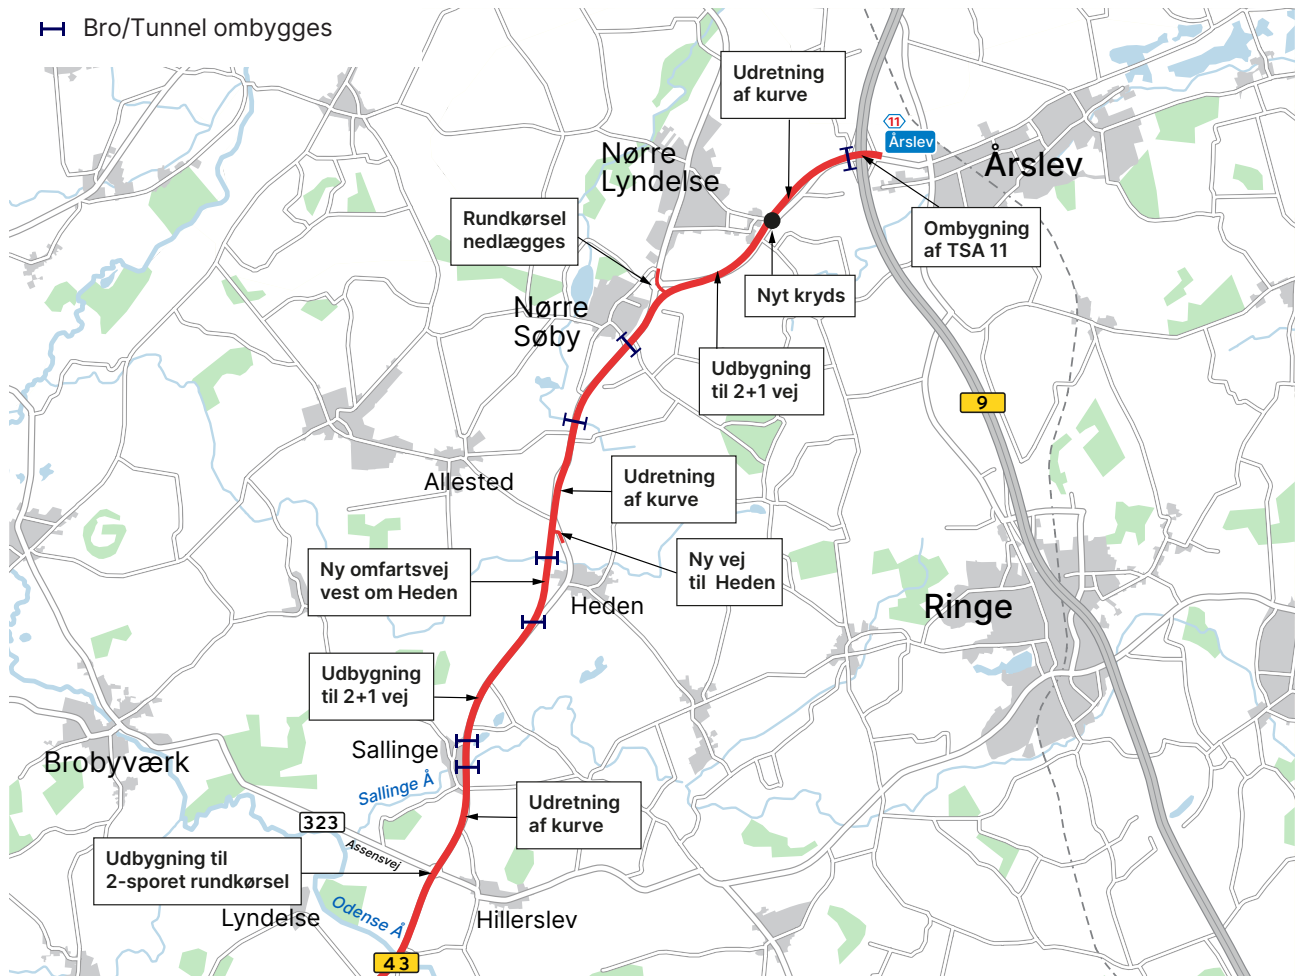 Bro/Tunnel ombygges
Udretning
af kurve
11
Årslev
Årslev
Nørre
Lyndelse
Rundkørsel
nedlægges
Ombygning
af TSA 11
Nyt kryds
Nørre
Søby
Udbygning
til 2+1 vej
9
Allested
Udretning
af kurve
Ny omfartsvej
vest om Heden
Ny vej
til Heden
Heden
Ringe
Udbygning
til 2+1 vej
Sallinge
Brobyværk
Sallinge Å
Udretning
af kurve
323
Assensvej
Udbygning til
2-sporet rundkørsel
Lyndelse
Odense Å
Hillerslev
43